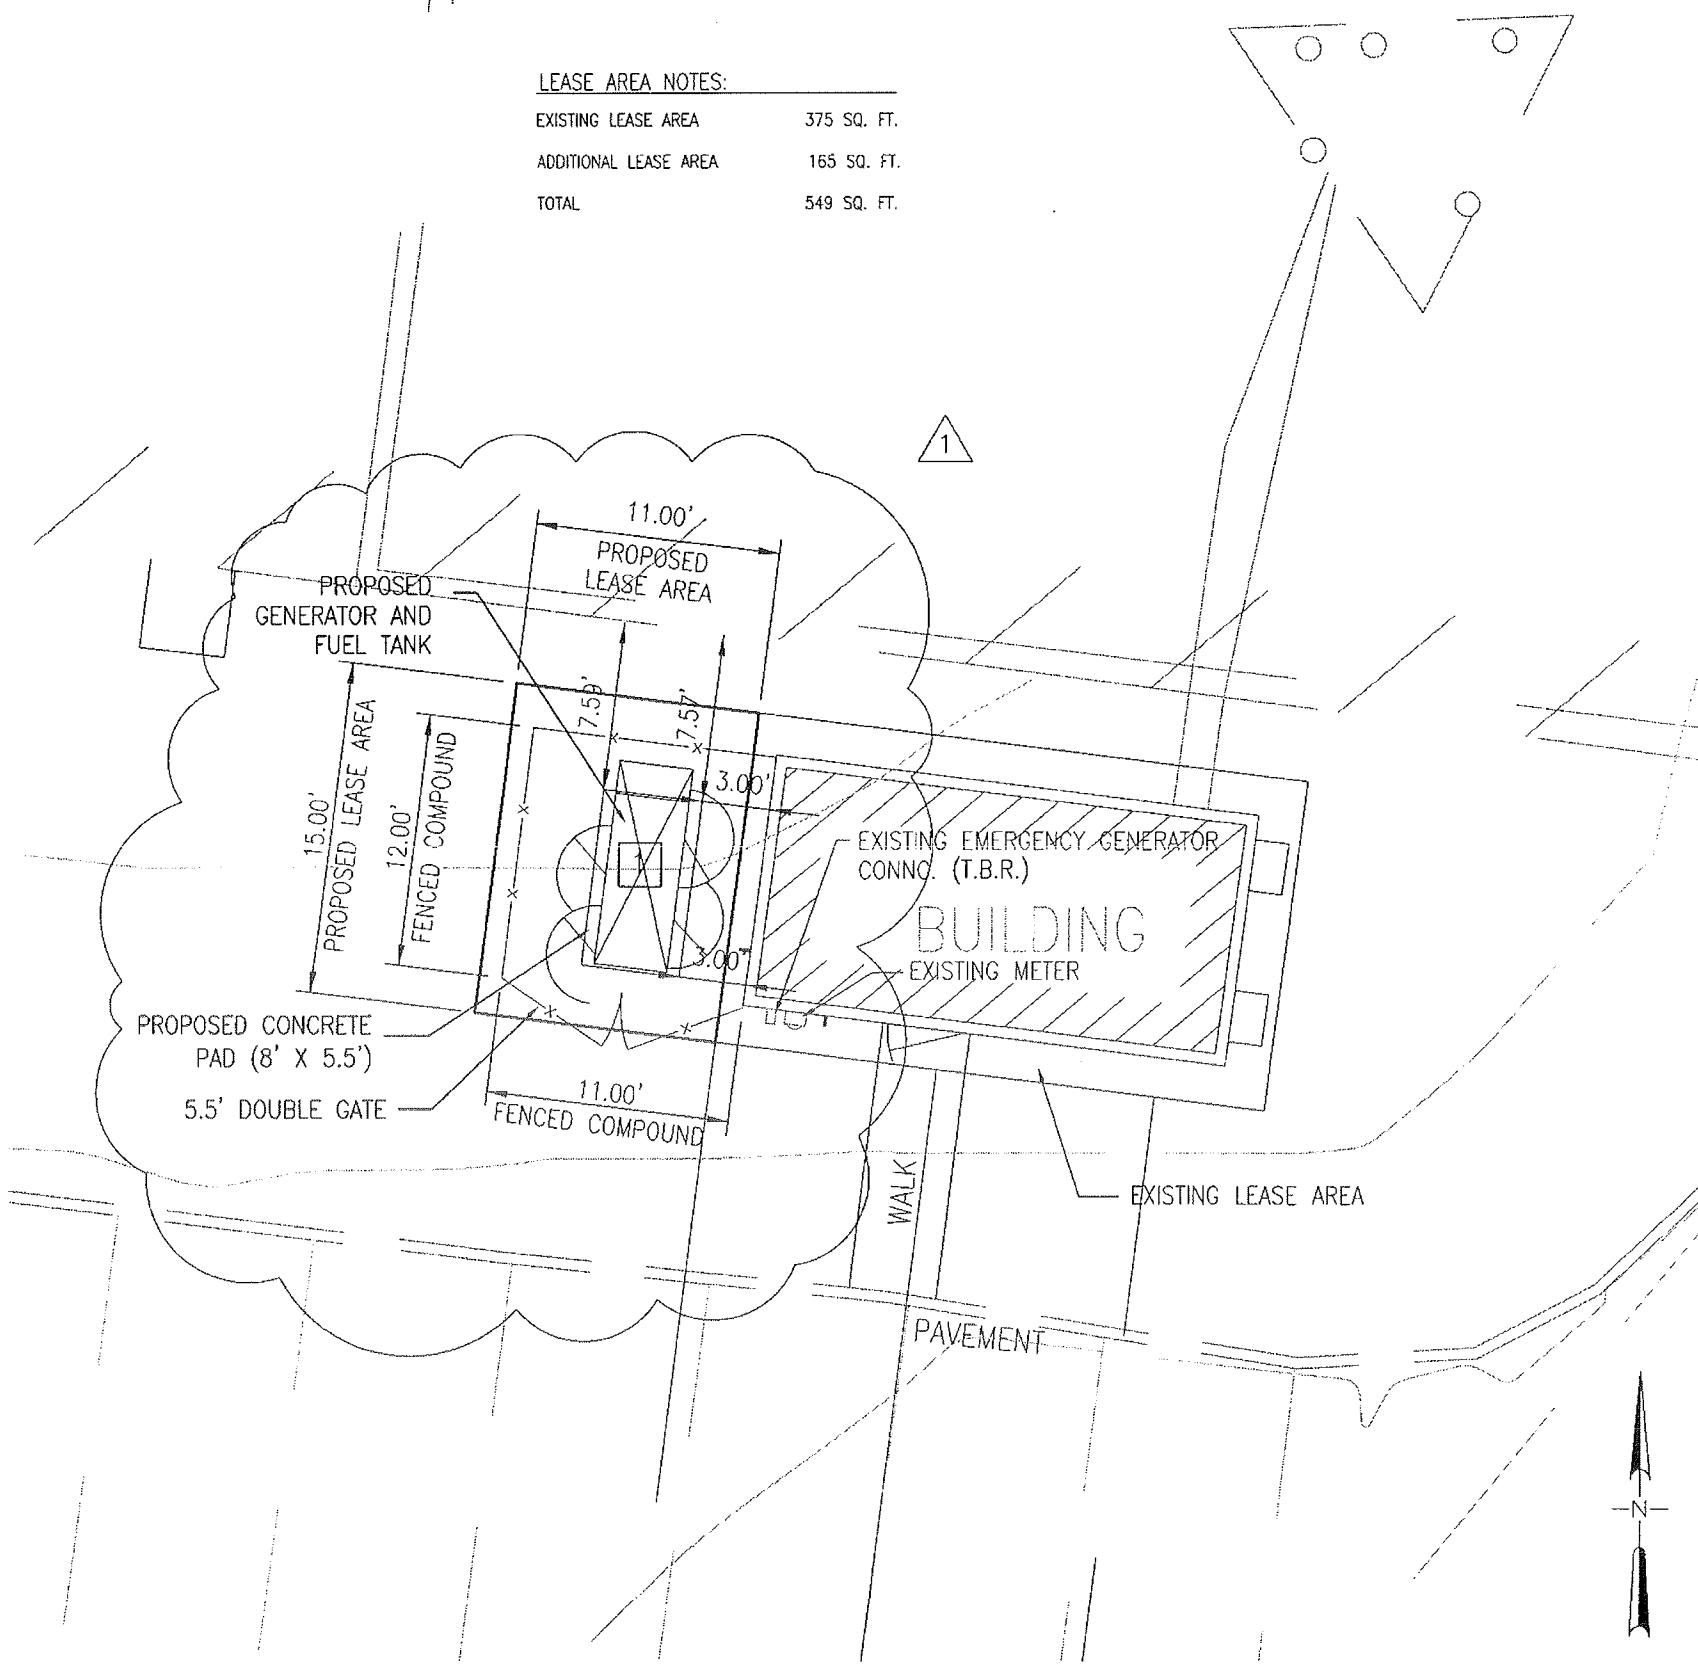 LEASE AREA NOTES:
EXISTING LEASE AREA 375 SQ. FT.
ADDITIONAL LEASE AREA 165 SQ. FT.
TOTAL 549 SQ. FT.
1
11.00'
PROPOSED
LEASE AREA
PROPOSED
GENERATOR AND
FUEL TANK
7.59'
7.57'
15.00'
PROPOSED LEASE AREA
12.00'
FENCED COMPOUND
3.00'
1
EXISTING EMERGENCY GENERATOR
CONNC. (T.B.R.)
BUILDING
3.00'
EXISTING METER
PROPOSED CONCRETE
PAD (8' X 5.5')
5.5' DOUBLE GATE
11.00'
FENCED COMPOUND
WALK
EXISTING LEASE AREA
PAVEMENT
N